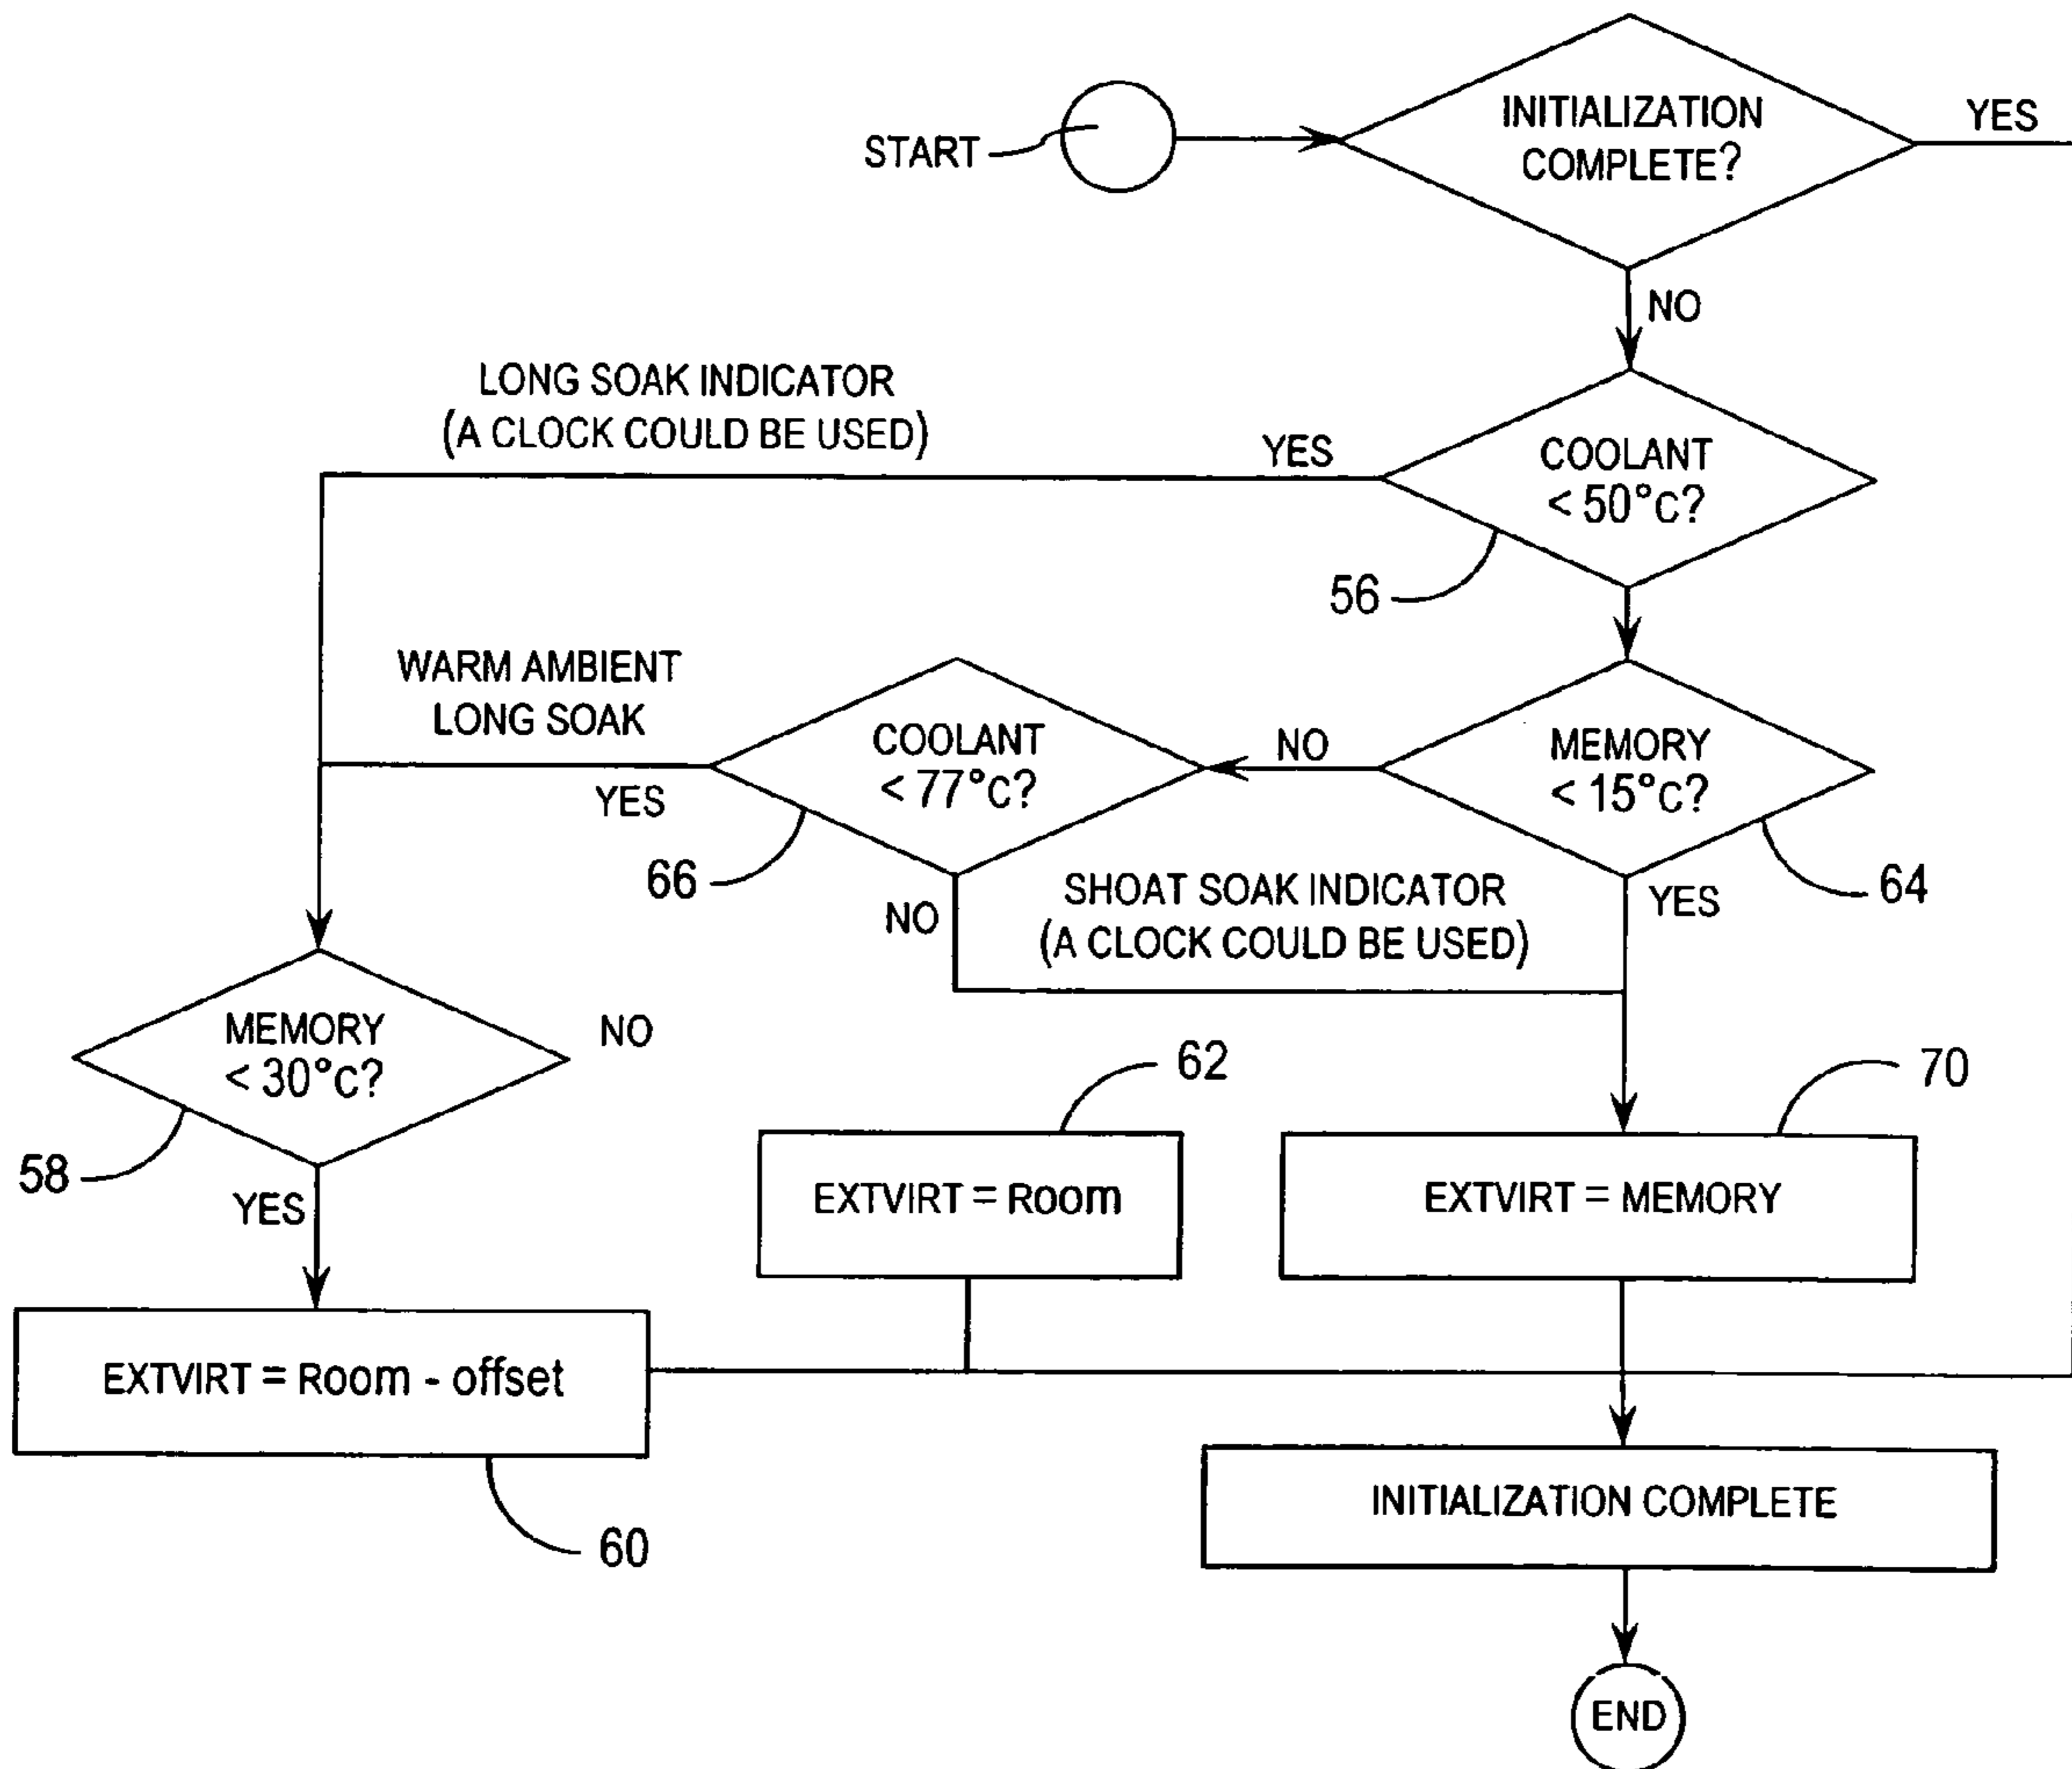 START
INITIALIZATION
COMPLETE?
YES
NO
LONG SOAK INDICATOR
(A CLOCK COULD BE USED)
YES
COOLANT
< 50°C?
56
WARM AMBIENT
LONG SOAK
YES
COOLANT
< 77°C?
66
NO
NO
MEMORY
< 15°C?
64
YES
SHOAT SOAK INDICATOR
(A CLOCK COULD BE USED)
MEMORY
< 30°C?
NO
58
YES
62
EXTVIRT = Room
70
EXTVIRT = MEMORY
EXTVIRT = Room - offset
60
INITIALIZATION COMPLETE
END